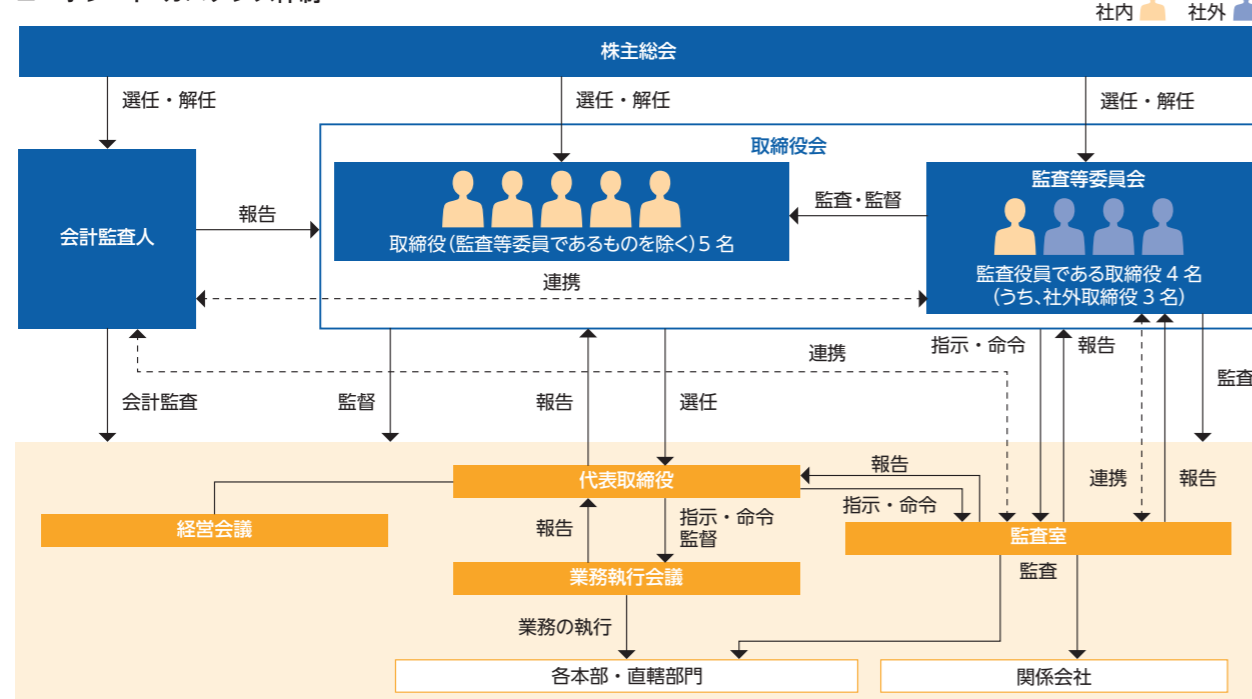 社内 社外
株主総会
選任・解任
選任・解任
選任・解任
取締役会
会計監査人
報告
取締役(監査等委員であるものを除く)5 名
監査・監督
監査等委員会
監査役員である取締役 4 名
(うち、社外取締役 3 名)
連携
連携
指示・命令
報告
監査
会計監査
監督
報告
選任
代表取締役
報告
指示・命令
連携
報告
経営会議
報告
指示・命令
監督
監査室
業務執行会議
監査
業務の執行
各本部・直轄部門
関係会社